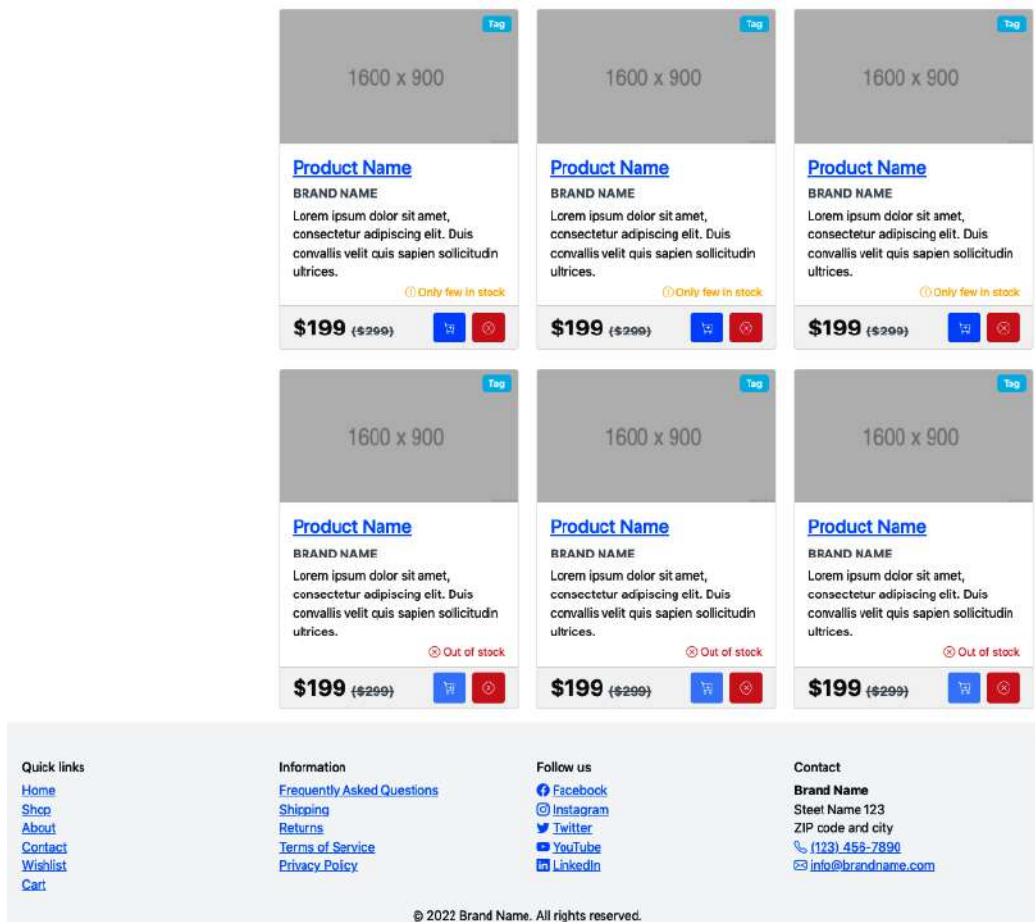 Tag
1600 x 900
Product Name
BRAND NAME
Lorem ipsum dolor sit amet,
consectetur adipiscing elit. Duis
convallis velit quis sapien sollicitudin
ultrices.
Only few in stock
$199 ($299)
Tag
1600 x 900
Product Name
BRAND NAME
Lorem ipsum dolor sit amet,
consectetur adipiscing elit. Duis
convallis velit quis sapien sollicitudin
ultrices.
Only few in stock
$199 ($299)
Tag
1600 x 900
Product Name
BRAND NAME
Lorem ipsum dolor sit amet,
consectetur adipiscing elit. Duis
convallis velit quis sapien sollicitudin
ultrices.
Only few in stock
$199 ($299)
Tag
1600 x 900
Product Name
BRAND NAME
Lorem ipsum dolor sit amet,
consectetur adipiscing elit. Duis
convallis velit quis sapien sollicitudin
ultrices.
Out of stock
$199 ($299)
Tag
1600 x 900
Product Name
BRAND NAME
Lorem ipsum dolor sit amet,
consectetur adipiscing elit. Duis
convallis velit quis sapien sollicitudin
ultrices.
Out of stock
$199 ($299)
Tag
1600 x 900
Product Name
BRAND NAME
Lorem ipsum dolor sit amet,
consectetur adipiscing elit. Duis
convallis velit quis sapien sollicitudin
ultrices.
Out of stock
$199 ($299)
Quick links
Home
Shop
About
Contact
Wishlist
Cart
Information
Frequently Asked Questions
Shipping
Returns
Terms of Service
Privacy Policy
Follow us
Facebook
Instagram
Twitter
YouTube
LinkedIn
Contact
Brand Name
Steet Name 123
ZIP code and city
(123) 456-7890
info@brandname.com
© 2022 Brand Name. All rights reserved.